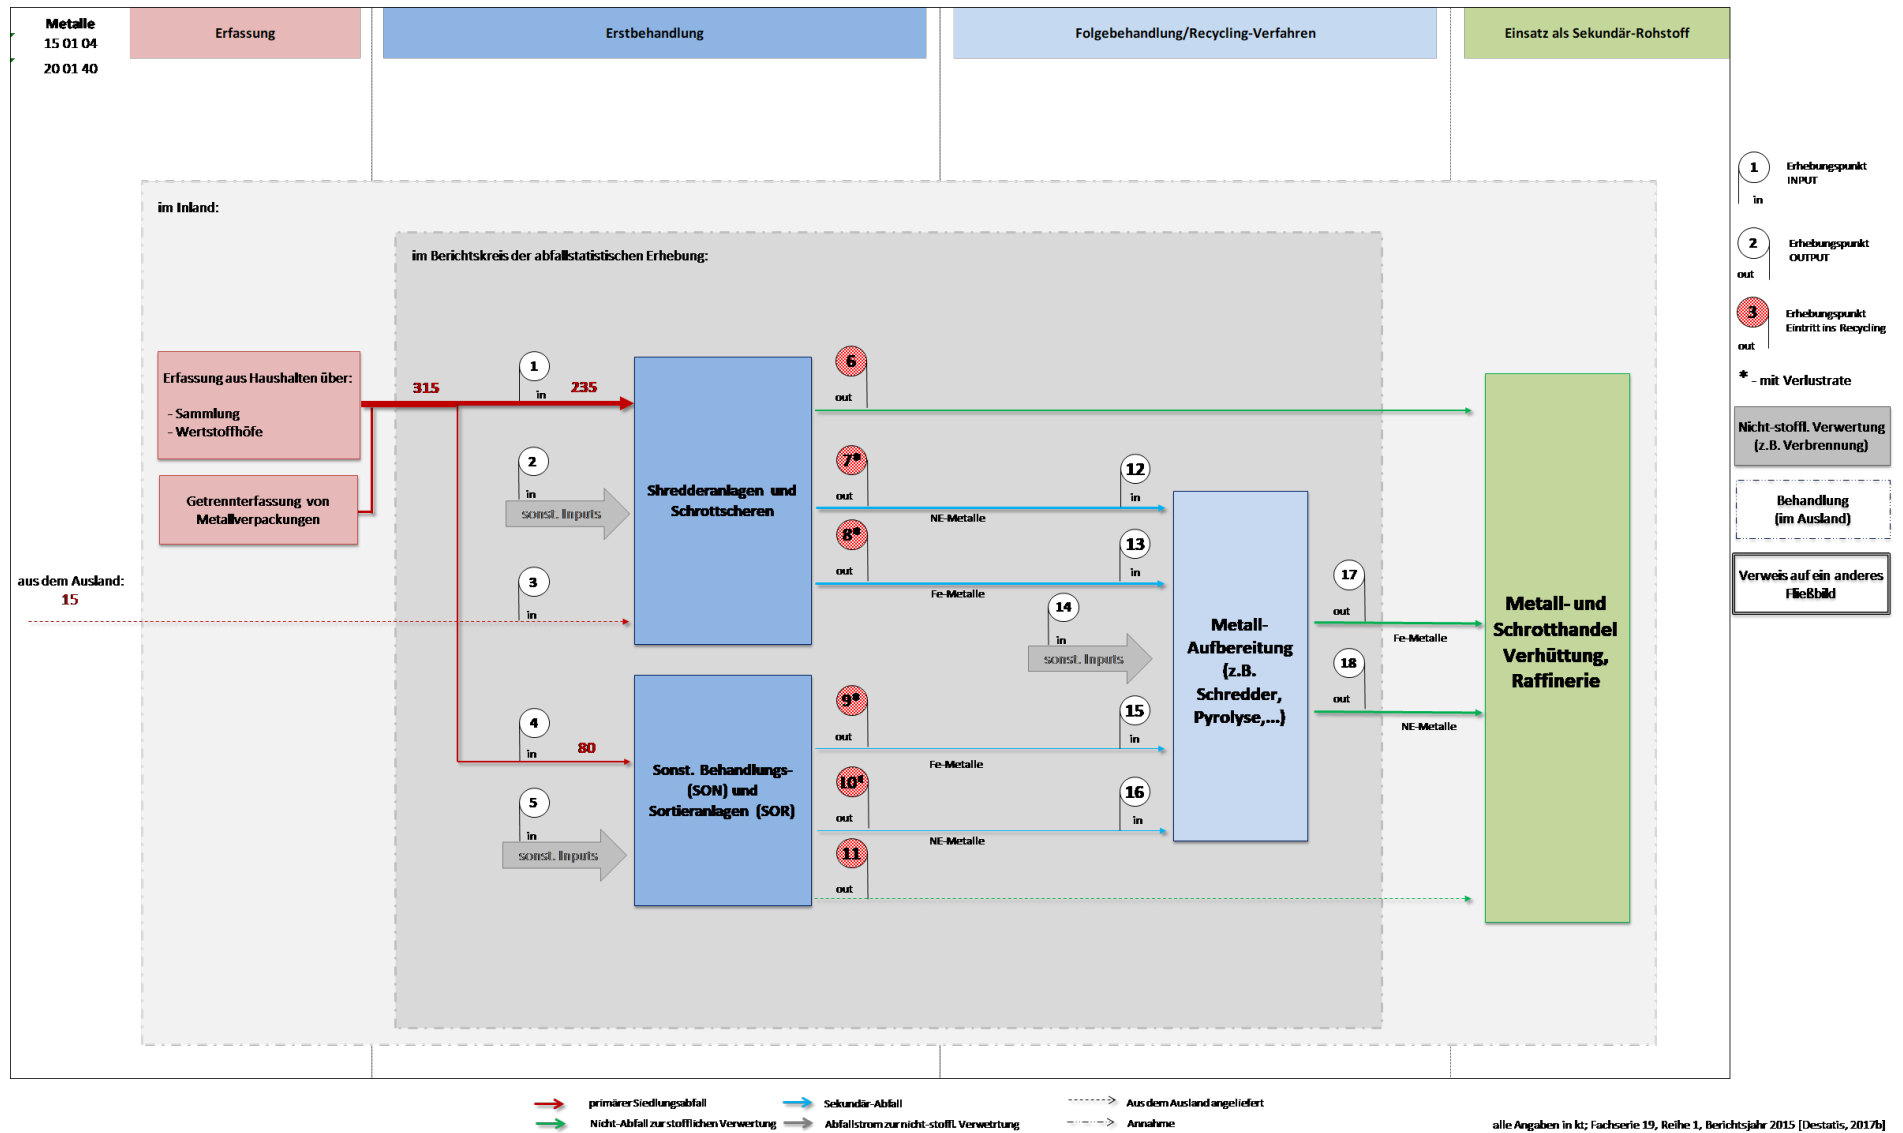 Metalle
15 01 04
20 01 40
Erfassung
Erstbehandlung
Folgebehandlung/Recycling-Verfahren
Einsatz als Sekundär-Rohstoff
im Inland:
im Berichtskreis der abfallstatistischen Erhebung:
Erfassung aus Haushalten über:
- Sammlung
- Wertstoffhöfe
Getrennterfassung von
Metallverpackungen
aus dem Ausland:
15
315
1
in
235
2
in
sonst. Inputs
3
in
4
in
80
5
in
sonst. Inputs
Shredderanlagen und
Schrottscheren
Sonst. Behandlungs-
(SON) und
Sortieranlagen (SOR)
6
out
7*
out
NE-Metalle
8*
out
Fe-Metalle
9*
out
Fe-Metalle
10*
out
NE-Metalle
11
out
12
in
13
in
14
in
sonst. Inputs
15
in
16
in
Metall-
Aufbereitung
(z.B.
Schredder,
Pyrolyse,...)
17
out
Fe-Metalle
18
out
NE-Metalle
Metall- und
Schrotthandel
Verhüttung,
Raffinerie
1
in
Erhebungspunkt
INPUT
2
out
Erhebungspunkt
OUTPUT
3
out
Erhebungspunkt
Eintritt ins Recycling
* - mit Verlustrate
Nicht-stoffl. Verwertung
(z.B. Verbrennung)
Behandlung
(im Ausland)
Verweis auf ein anderes
Fließbild
primärer Siedlungsabfall
Sekundär-Abfall
Aus dem Ausland angeliefert
Nicht-Abfall zur stofflichen Verwertung
Abfallstrom zur nicht-stoffl. Verwetrtung
Annahme
alle Angaben in kt; Fachserie 19, Reihe 1, Berichtsjahr 2015 [Destatis, 2017b]